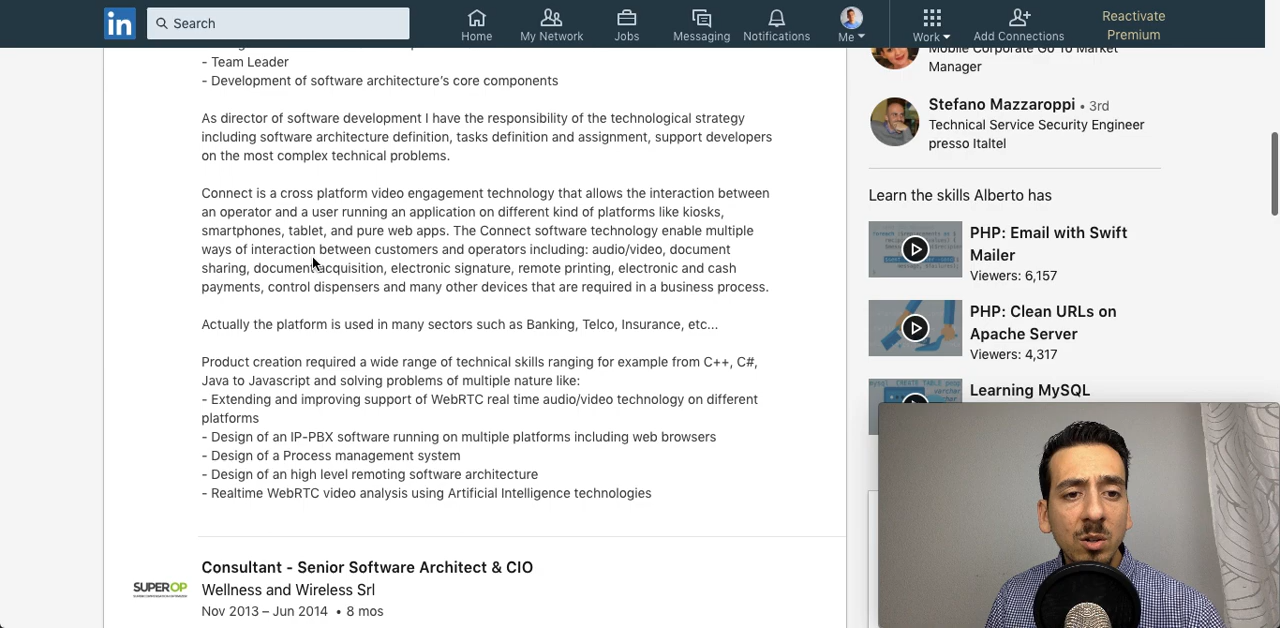 in
Search
Home
My Network
Jobs
Messaging
Notifications
Me
Work
Add Connections
Reactivate
Premium
- Team Leader
- Development of software architecture's core components
As director of software development I have the responsibility of the technological strategy
including software architecture definition, tasks definition and assignment, support developers
on the most complex technical problems.
Connect is a cross platform video engagement technology that allows the interaction between
an operator and a user running an application on different kind of platforms like kiosks,
smartphones, tablet, and pure web apps. The Connect software technology enable multiple
ways of interaction between customers and operators including: audio/video, document
sharing, document acquisition, electronic signature, remote printing, electronic and cash
payments, control dispensers and many other devices that are required in a business process.
Actually the platform is used in many sectors such as Banking, Telco, Insurance, etc...
Product creation required a wide range of technical skills ranging for example from C++, C#,
Java to Javascript and solving problems of multiple nature like:
- Extending and improving support of WebRTC real time audio/video technology on different
platforms
- Design of an IP-PBX software running on multiple platforms including web browsers
- Design of a Process management system
- Design of an high level remoting software architecture
- Realtime WebRTC video analysis using Artificial Intelligence technologies
SUPEROP
Consultant - Senior Software Architect & CIO
Wellness and Wireless Srl
Nov 2013 – Jun 2014 • 8 mos
Mobile Corporate Go To Market
Manager
Stefano Mazzaroppi • 3rd
Technical Service Security Engineer
presso Italtel
Learn the skills Alberto has
PHP: Email with Swift
Mailer
Viewers: 6,157
PHP: Clean URLs on
Apache Server
Viewers: 4,317
Learning MySQL